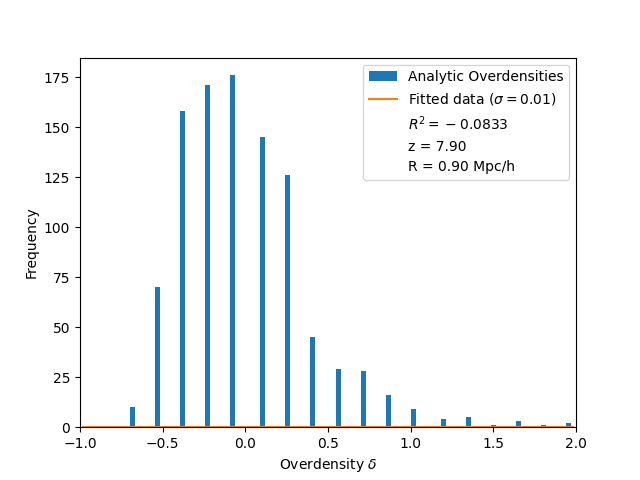 175
150
125
100
75
50
25
0
Frequency
−1.0 −0.5 0.0 0.5 1.0 1.5 2.0
Overdensity δ
Analytic Overdensities
Fitted data (σ = 0.01)
R² = − 0.0833
z = 7.90
R = 0.90 Mpc/h